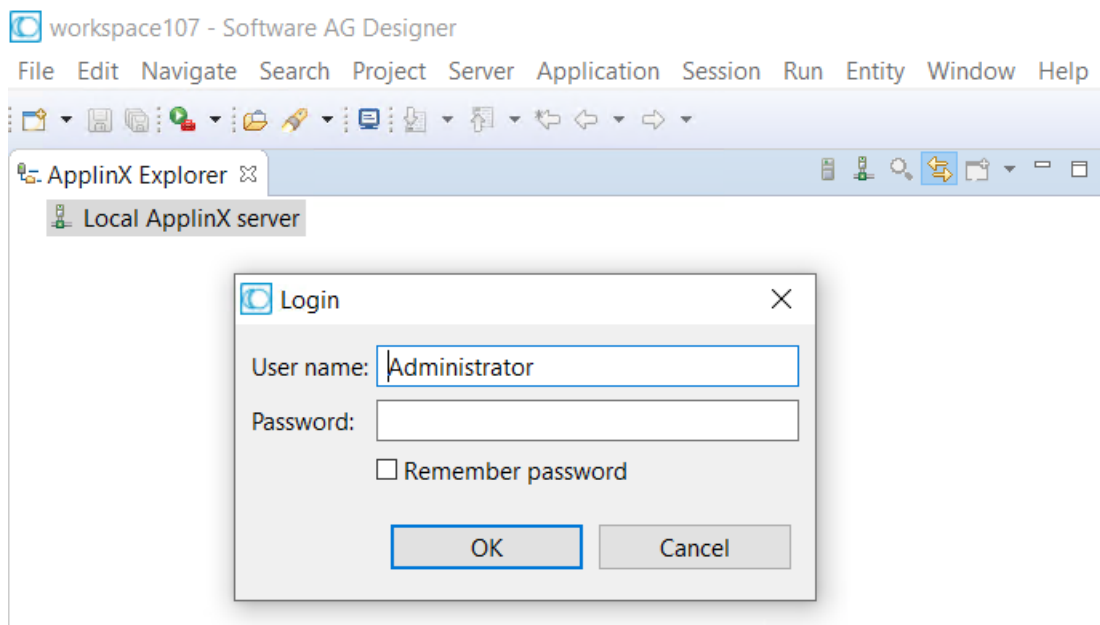 workspace107 - Software AG Designer
File Edit Navigate Search Project Server Application Session Run Entity Window Help
ApplinX Explorer
Local ApplinX server
Login
User name: Administrator
Password:
Remember password
OK Cancel